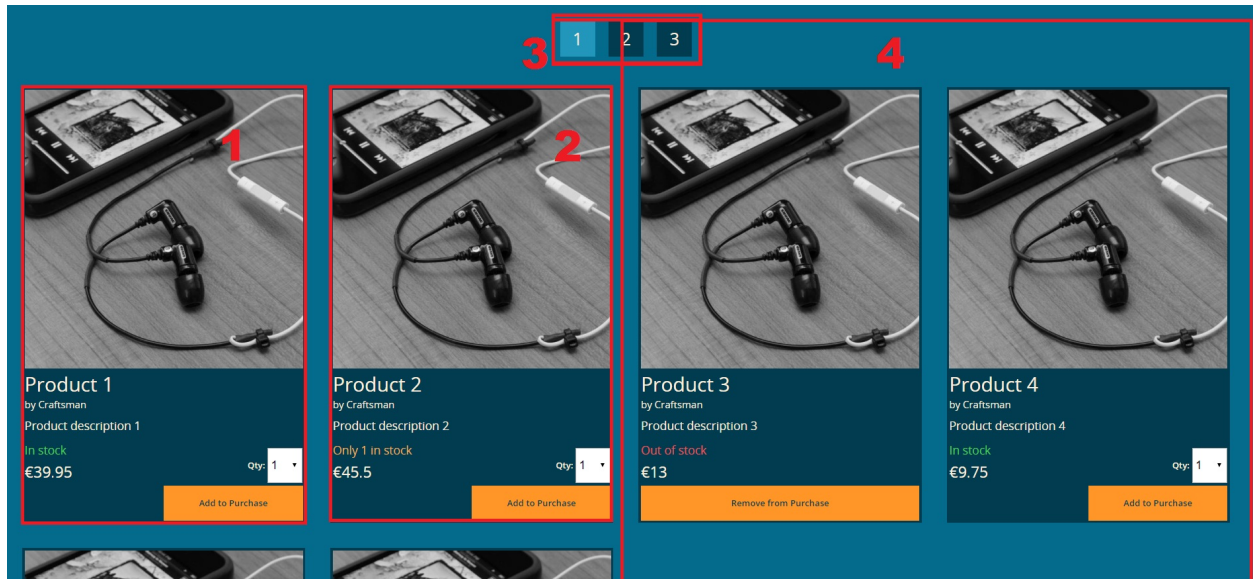 3
1 2 3
4
1
2
Product 1
by Craftsman
Product description 1
In stock
€39.95
Qty: 1
Add to Purchase
Product 2
by Craftsman
Product description 2
Only 1 in stock
€45.5
Qty: 1
Add to Purchase
Product 3
by Craftsman
Product description 3
Out of stock
€13
Remove from Purchase
Product 4
by Craftsman
Product description 4
In stock
€9.75
Qty: 1
Add to Purchase